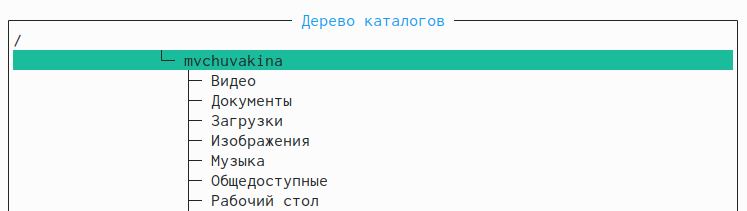 Дерево каталогов
/
mvchuvakina
Видео
Документы
Загрузки
Изображения
Музыка
Общедоступные
Рабочий стол